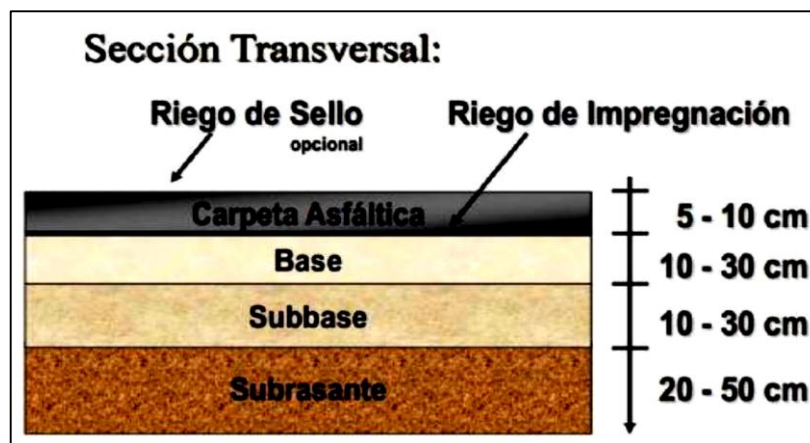 Sección Transversal:
Riego de Sello
opcional
Riego de Impregnación
Carpeta Asfáltica
5 - 10 cm
Base
10 - 30 cm
Subbase
10 - 30 cm
Subrasante
20 - 50 cm